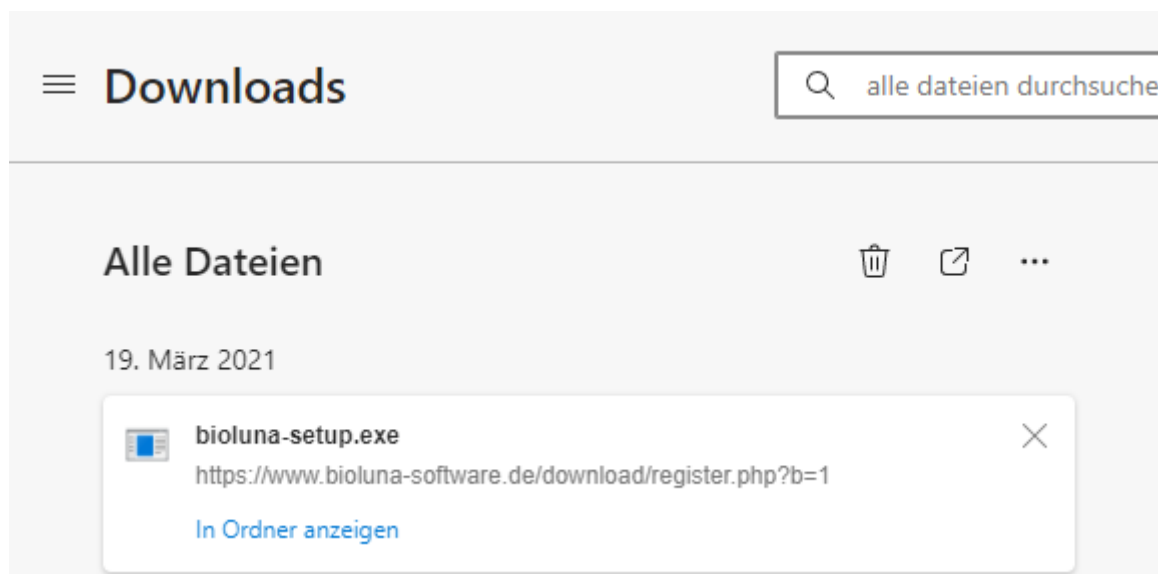 Downloads
alle dateien durchsuche
Alle Dateien
19. März 2021
bioluna-setup.exe
https://www.bioluna-software.de/download/register.php?b=1
In Ordner anzeigen